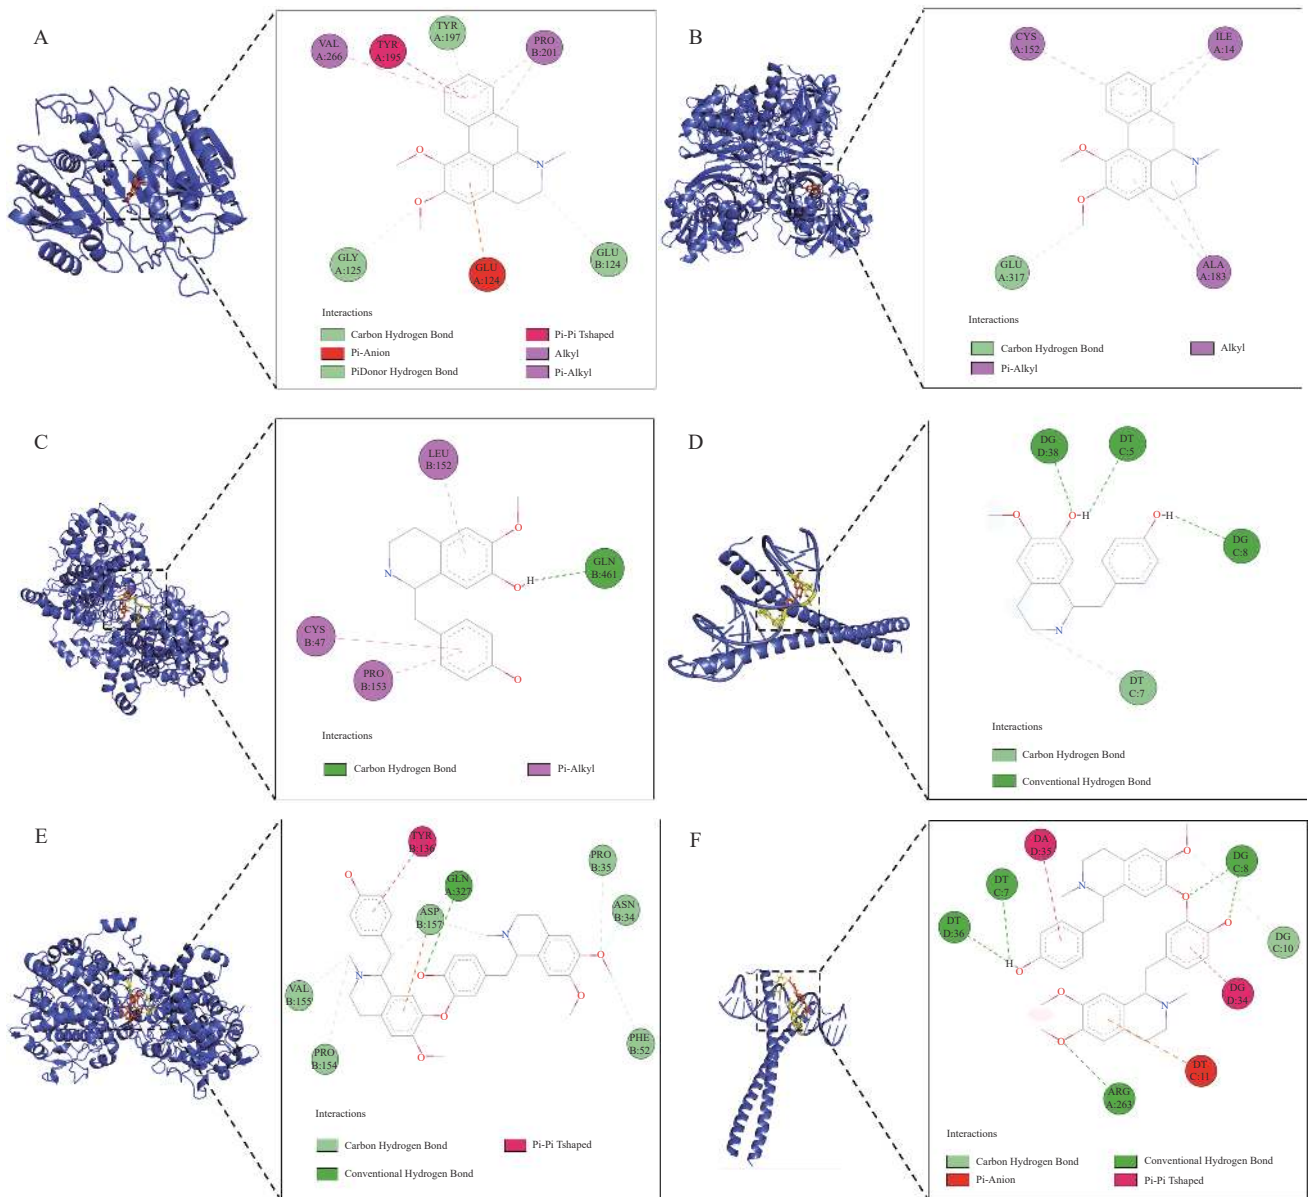 A
VAL
A:266
TYR
A:195
TYR
A:197
PRO
B:201
O
O
N
GLY
A:125
GLU
A:124
GLU
B:124
Interactions
Carbon Hydrogen Bond
Pi-Anion
PiDonor Hydrogen Bond
Pi-Pi Tshaped
Alkyl
Pi-Alkyl
B
CYS
A:152
ILE
A:14
O
O
N
GLU
A:317
ALA
A:183
Interactions
Carbon Hydrogen Bond
Pi-Alkyl
Alkyl
C
LEU
B:152
O
GLN
B:461
N
O
H
CYS
B:47
PRO
B:153
O
Interactions
Carbon Hydrogen Bond
Pi-Alkyl
D
DG
D:38
DT
C:5
O
O
H
O
H
DG
C:8
N
DT
C:7
Interactions
Carbon Hydrogen Bond
Conventional Hydrogen Bond
E
TYR
B:136
O
GLN
A:327
PRO
B:35
ASP
B:157
ASN
B:34
N
O
N
O
O
VAL
B:155
O
O
PRO
B:154
PHE
B:52
Interactions
Carbon Hydrogen Bond
Conventional Hydrogen Bond
Pi-Pi Tshaped
F
DA
D:35
O
DG
C:8
DT
C:7
N
O
DT
D:36
O
DG
C:10
H
O
DG
D:34
O
N
O
DT
C:11
ARG
A:263
Interactions
Carbon Hydrogen Bond
Pi-Anion
Conventional Hydrogen Bond
Pi-Pi Tshaped